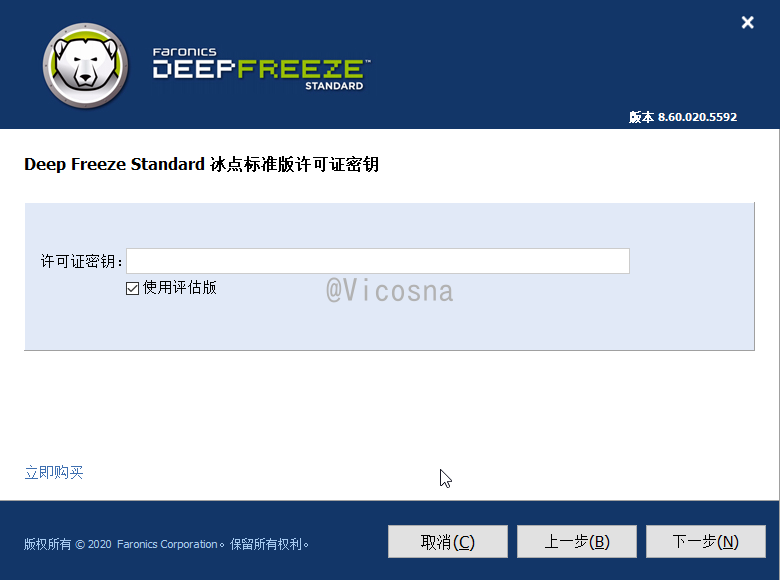 Faronics
DEEPFREEZE™
STANDARD
版本 8.60.020.5592
Deep Freeze Standard 冰点标准版许可证密钥
许可证密钥：
使用评估版
@Vicosna
立即购买
版权所有 © 2020 Faronics Corporation。保留所有权利。
取消(C)
上一步(B)
下一步(N)